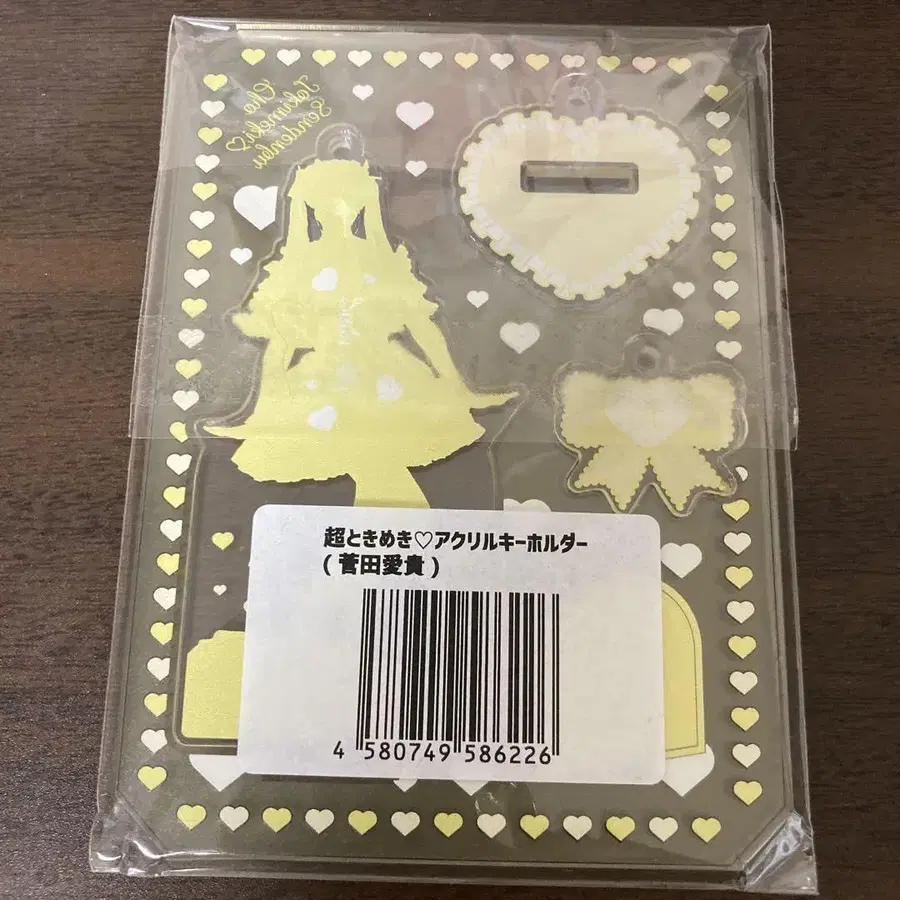 Cho
Tokimeki♡
Sendenbu
超ときめき♡アクリルキーホルダー
( 菅田愛貴 )
4 580749 586226